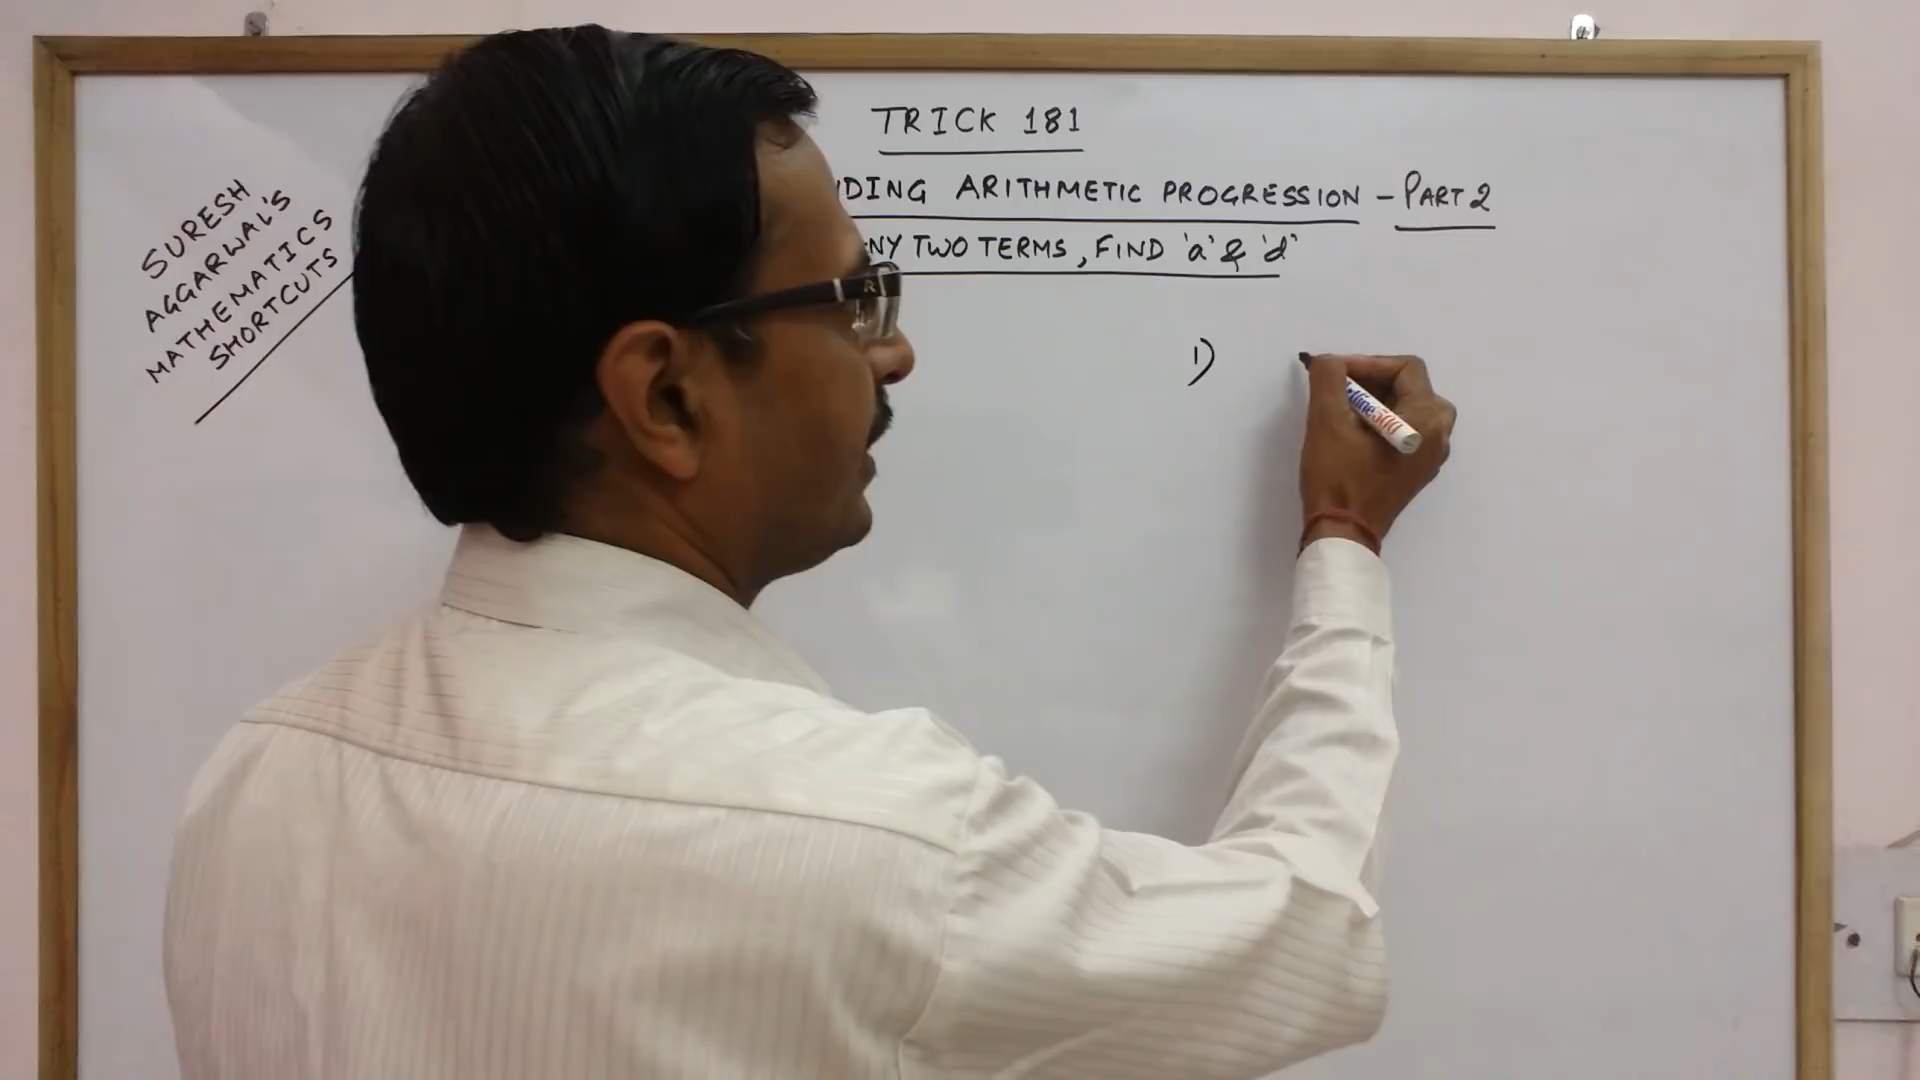 TRICK 181
DING ARITHMETIC PROGRESSION - PART 2
NY TWO TERMS, FIND 'a' & 'd'
SURESH
AGGARWAL'S
MATHEMATICS
SHORTCUTS
1)